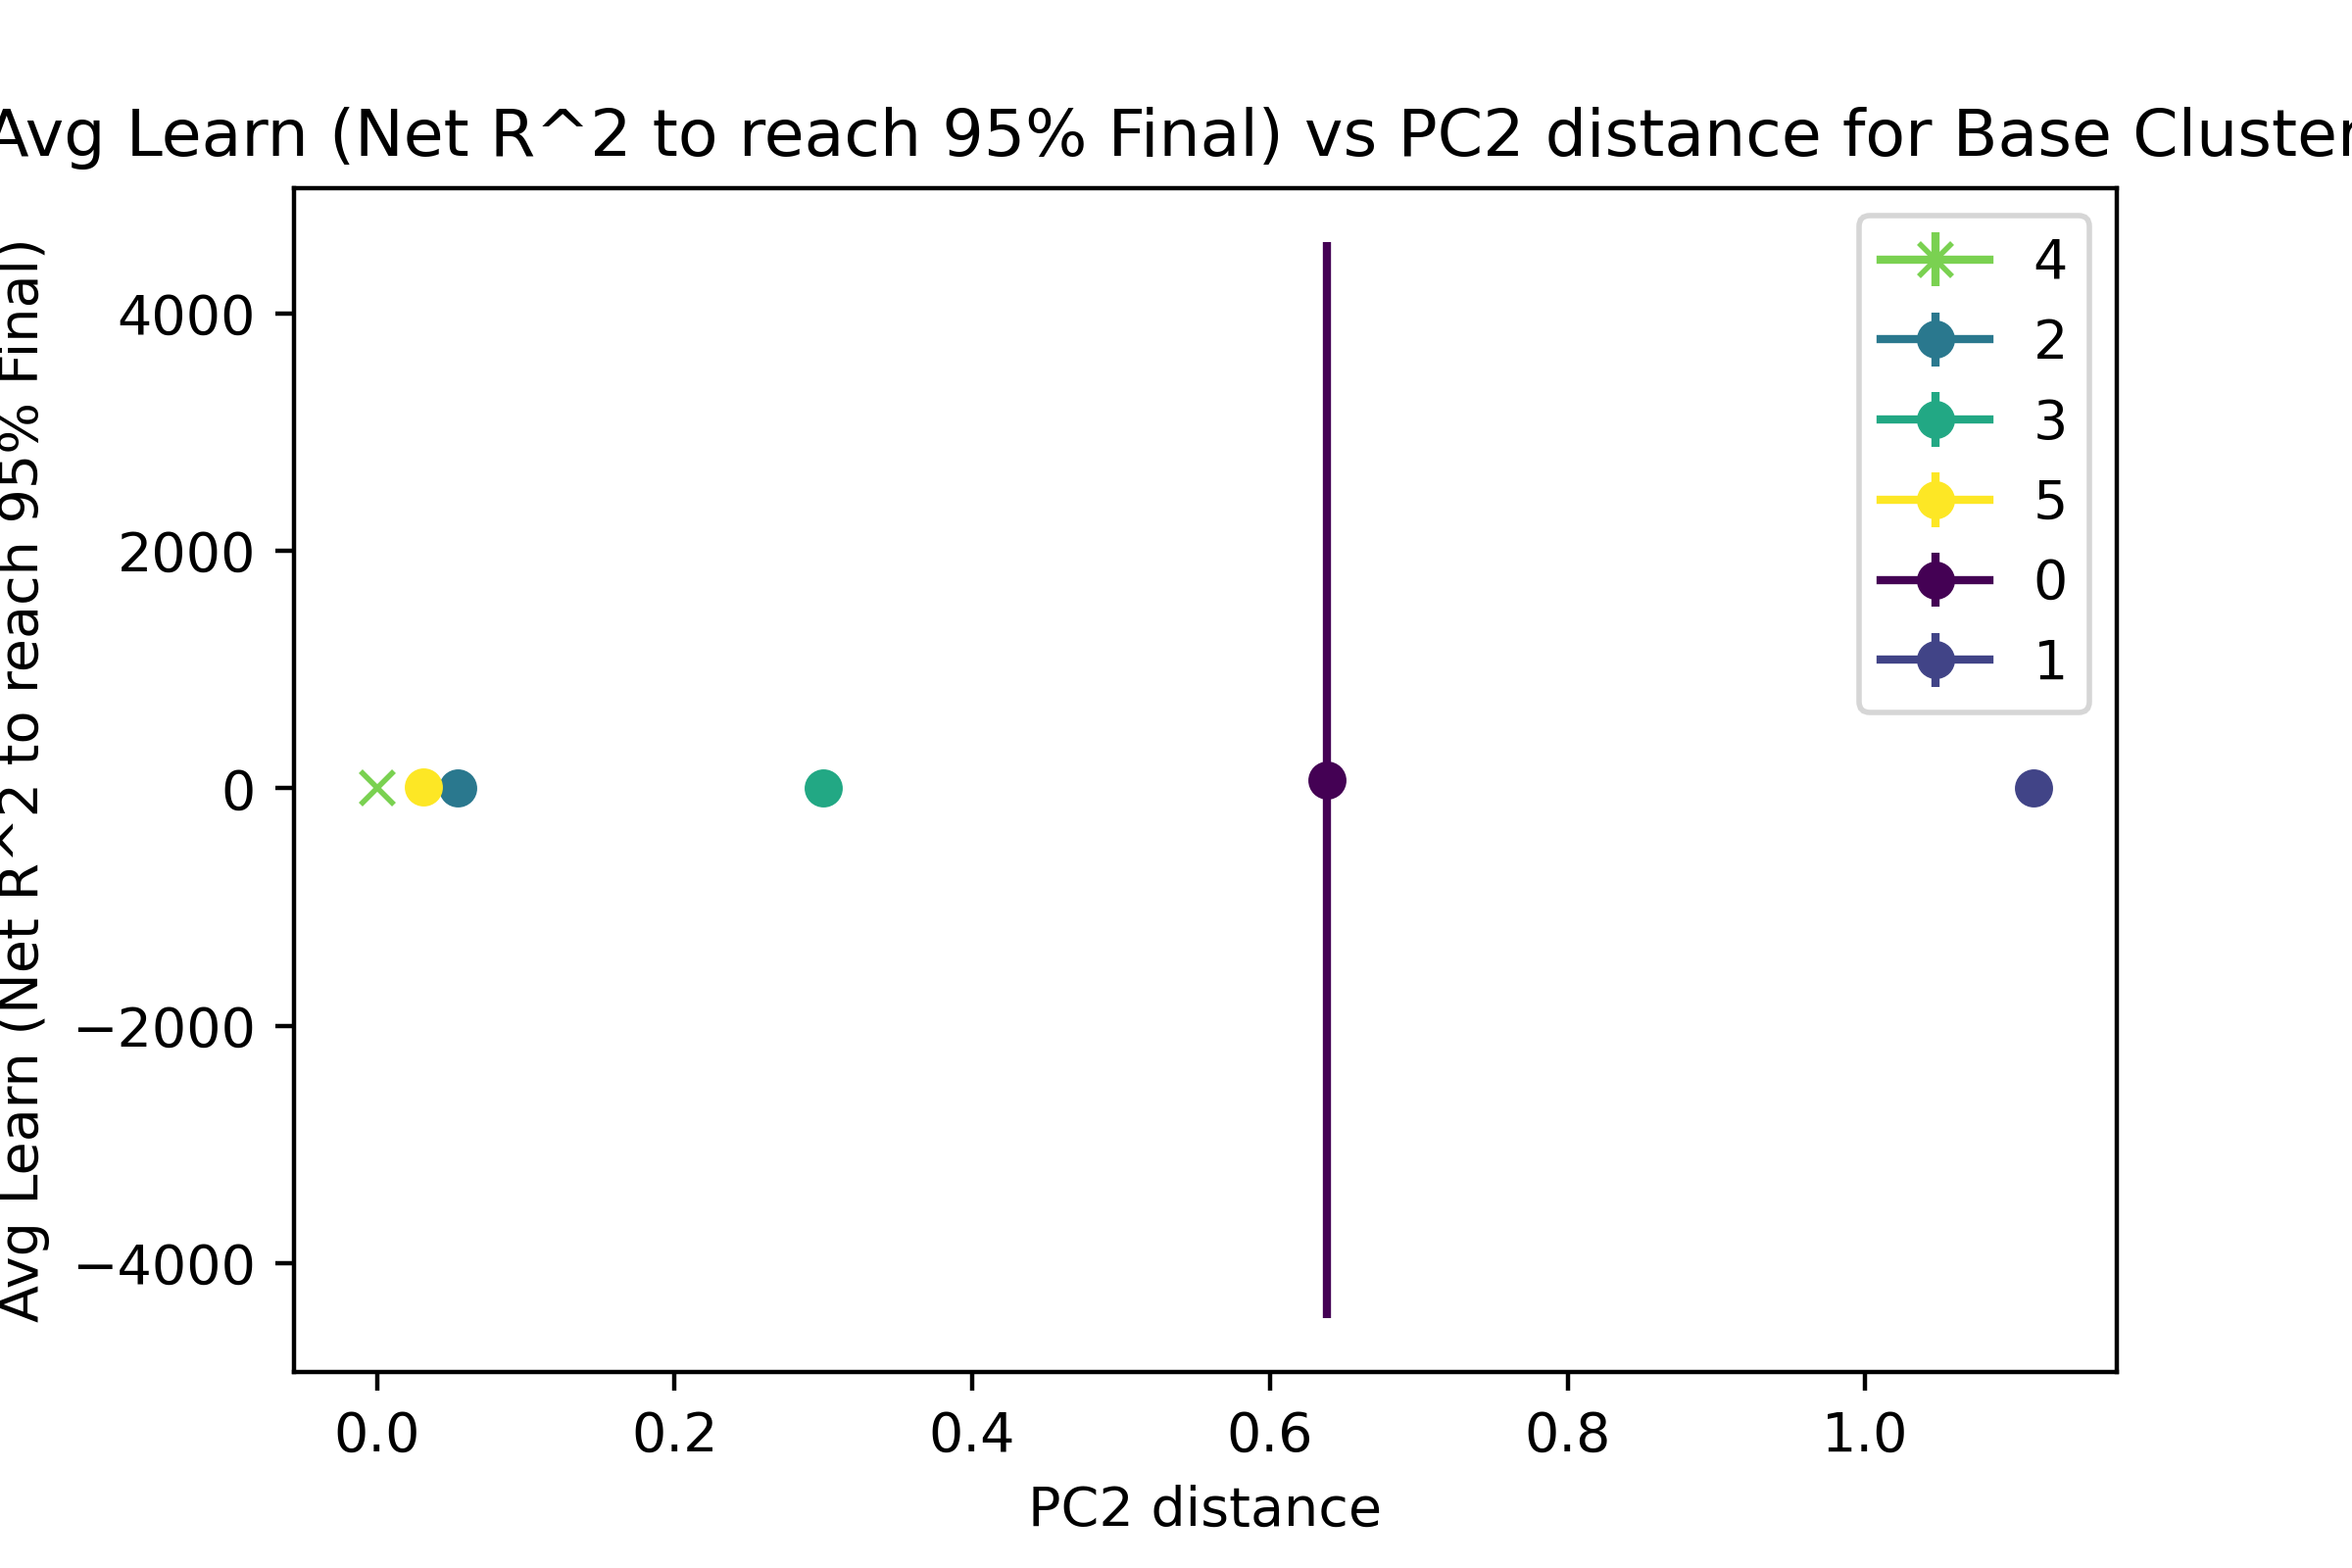 Avg Learn (Net R^2 to reach 95% Final) vs PC2 distance for Base Cluster
Avg Learn (Net R^2 to reach 95% Final)
4000
2000
0
−2000
−4000
4
2
3
5
0
1
0.0 0.2 0.4 0.6 0.8 1.0
PC2 distance